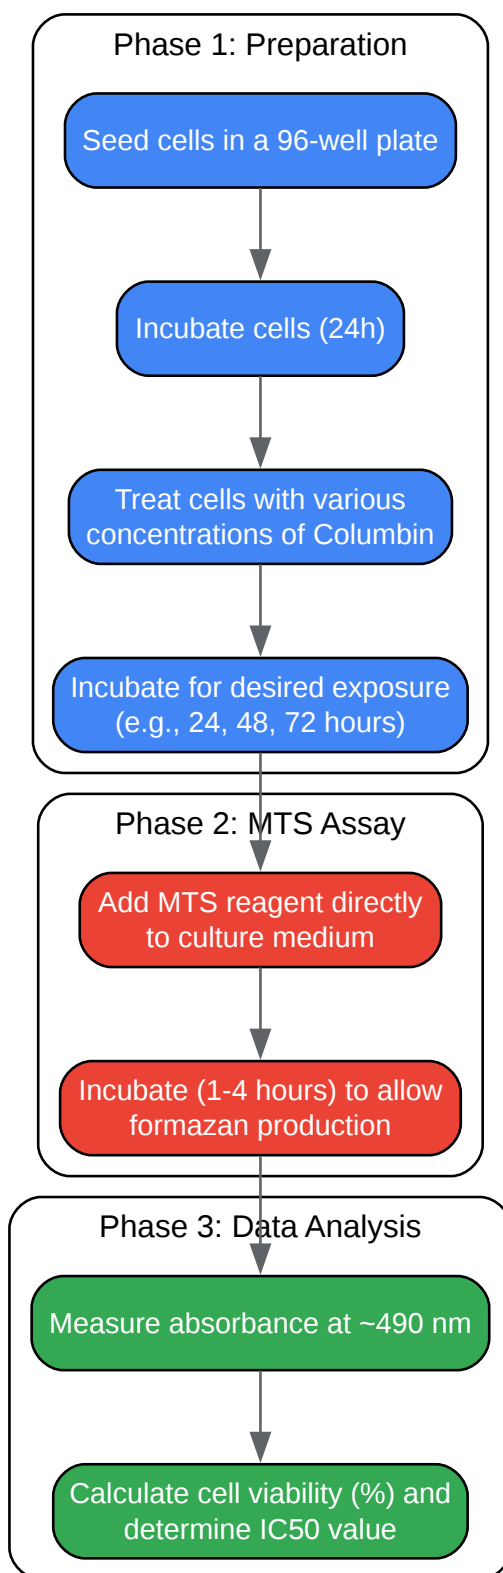 Phase 1: Preparation
Seed cells in a 96-well plate
Incubate cells (24h)
Treat cells with various
concentrations of Columbin
Incubate for desired exposure
(e.g., 24, 48, 72 hours)
Phase 2: MTS Assay
Add MTS reagent directly
to culture medium
Incubate (1-4 hours) to allow
formazan production
Phase 3: Data Analysis
Measure absorbance at ~490 nm
Calculate cell viability (%) and
determine IC50 value